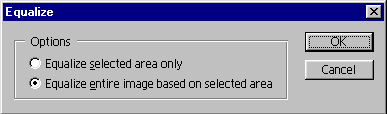 Equalize
Options
Equalize selected area only
Equalize entire image based on selected area
OK
Cancel